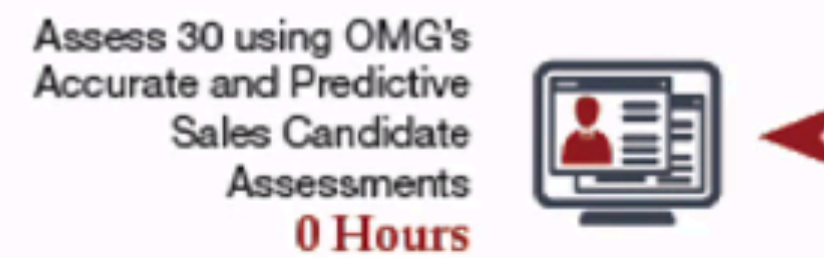 Assess 30 using OMG's
Accurate and Predictive
Sales Candidate
Assessments
0 Hours